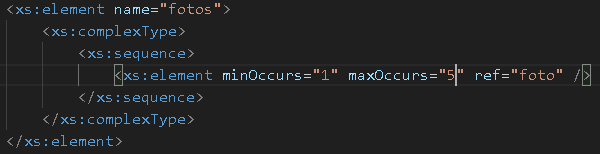 <xs:element name="fotos">
<xs:complexType>
<xs:sequence>
<xs:element minOccurs="1" maxOccurs="5" ref="foto" />
</xs:sequence>
</xs:complexType>
</xs:element>